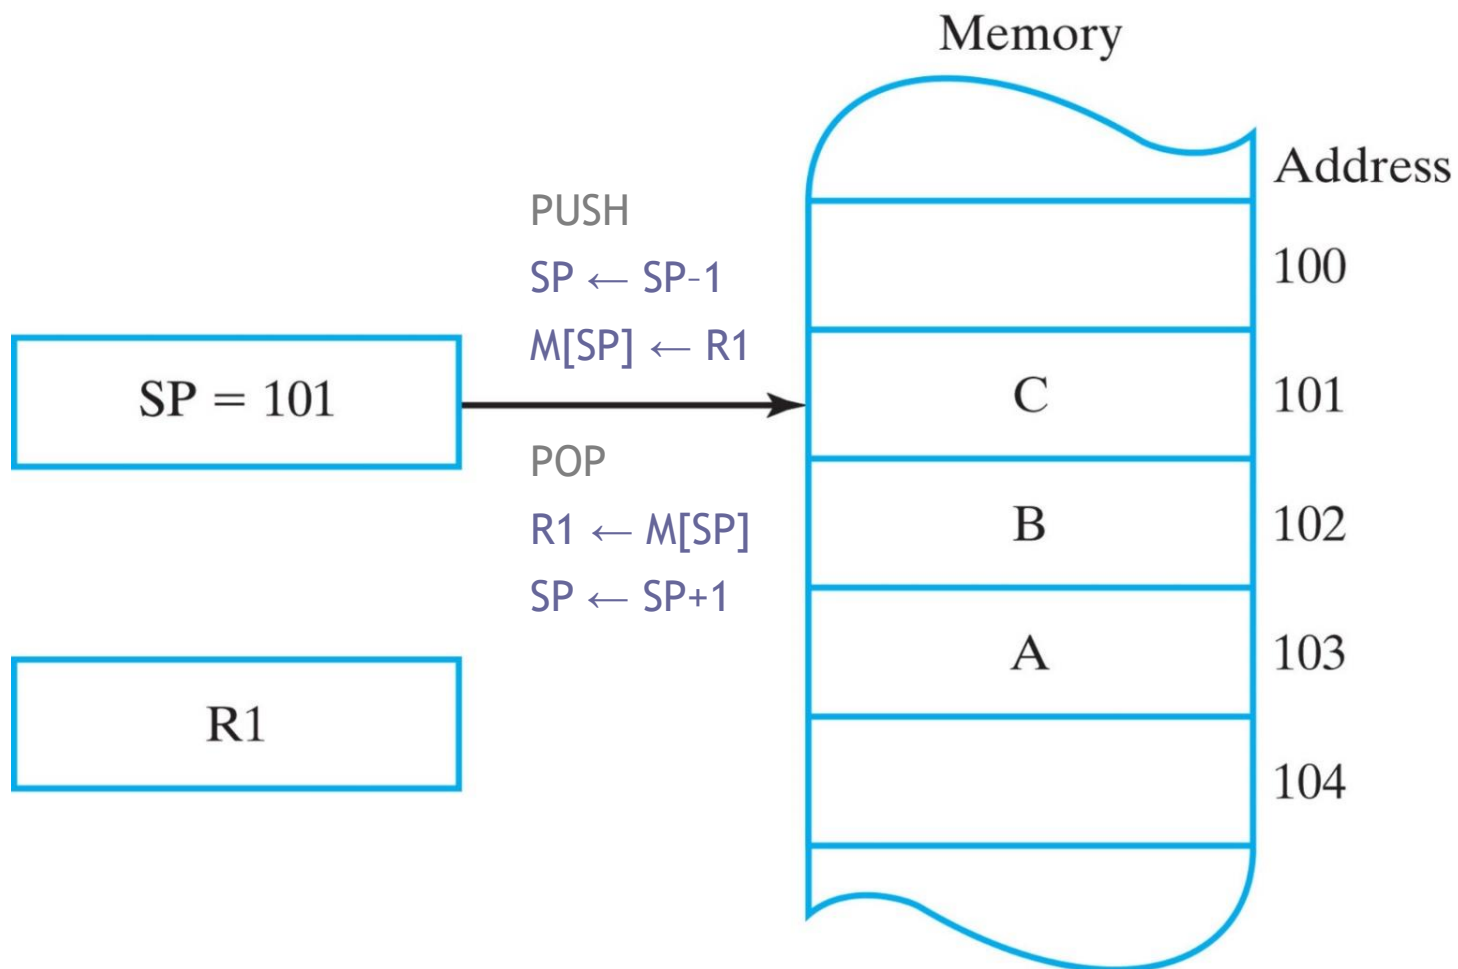 Memory
Address
PUSH
SP ← SP-1
M[SP] ← R1
SP = 101
POP
R1 ← M[SP]
SP ← SP+1
R1
100
C 101
B 102
A 103
104